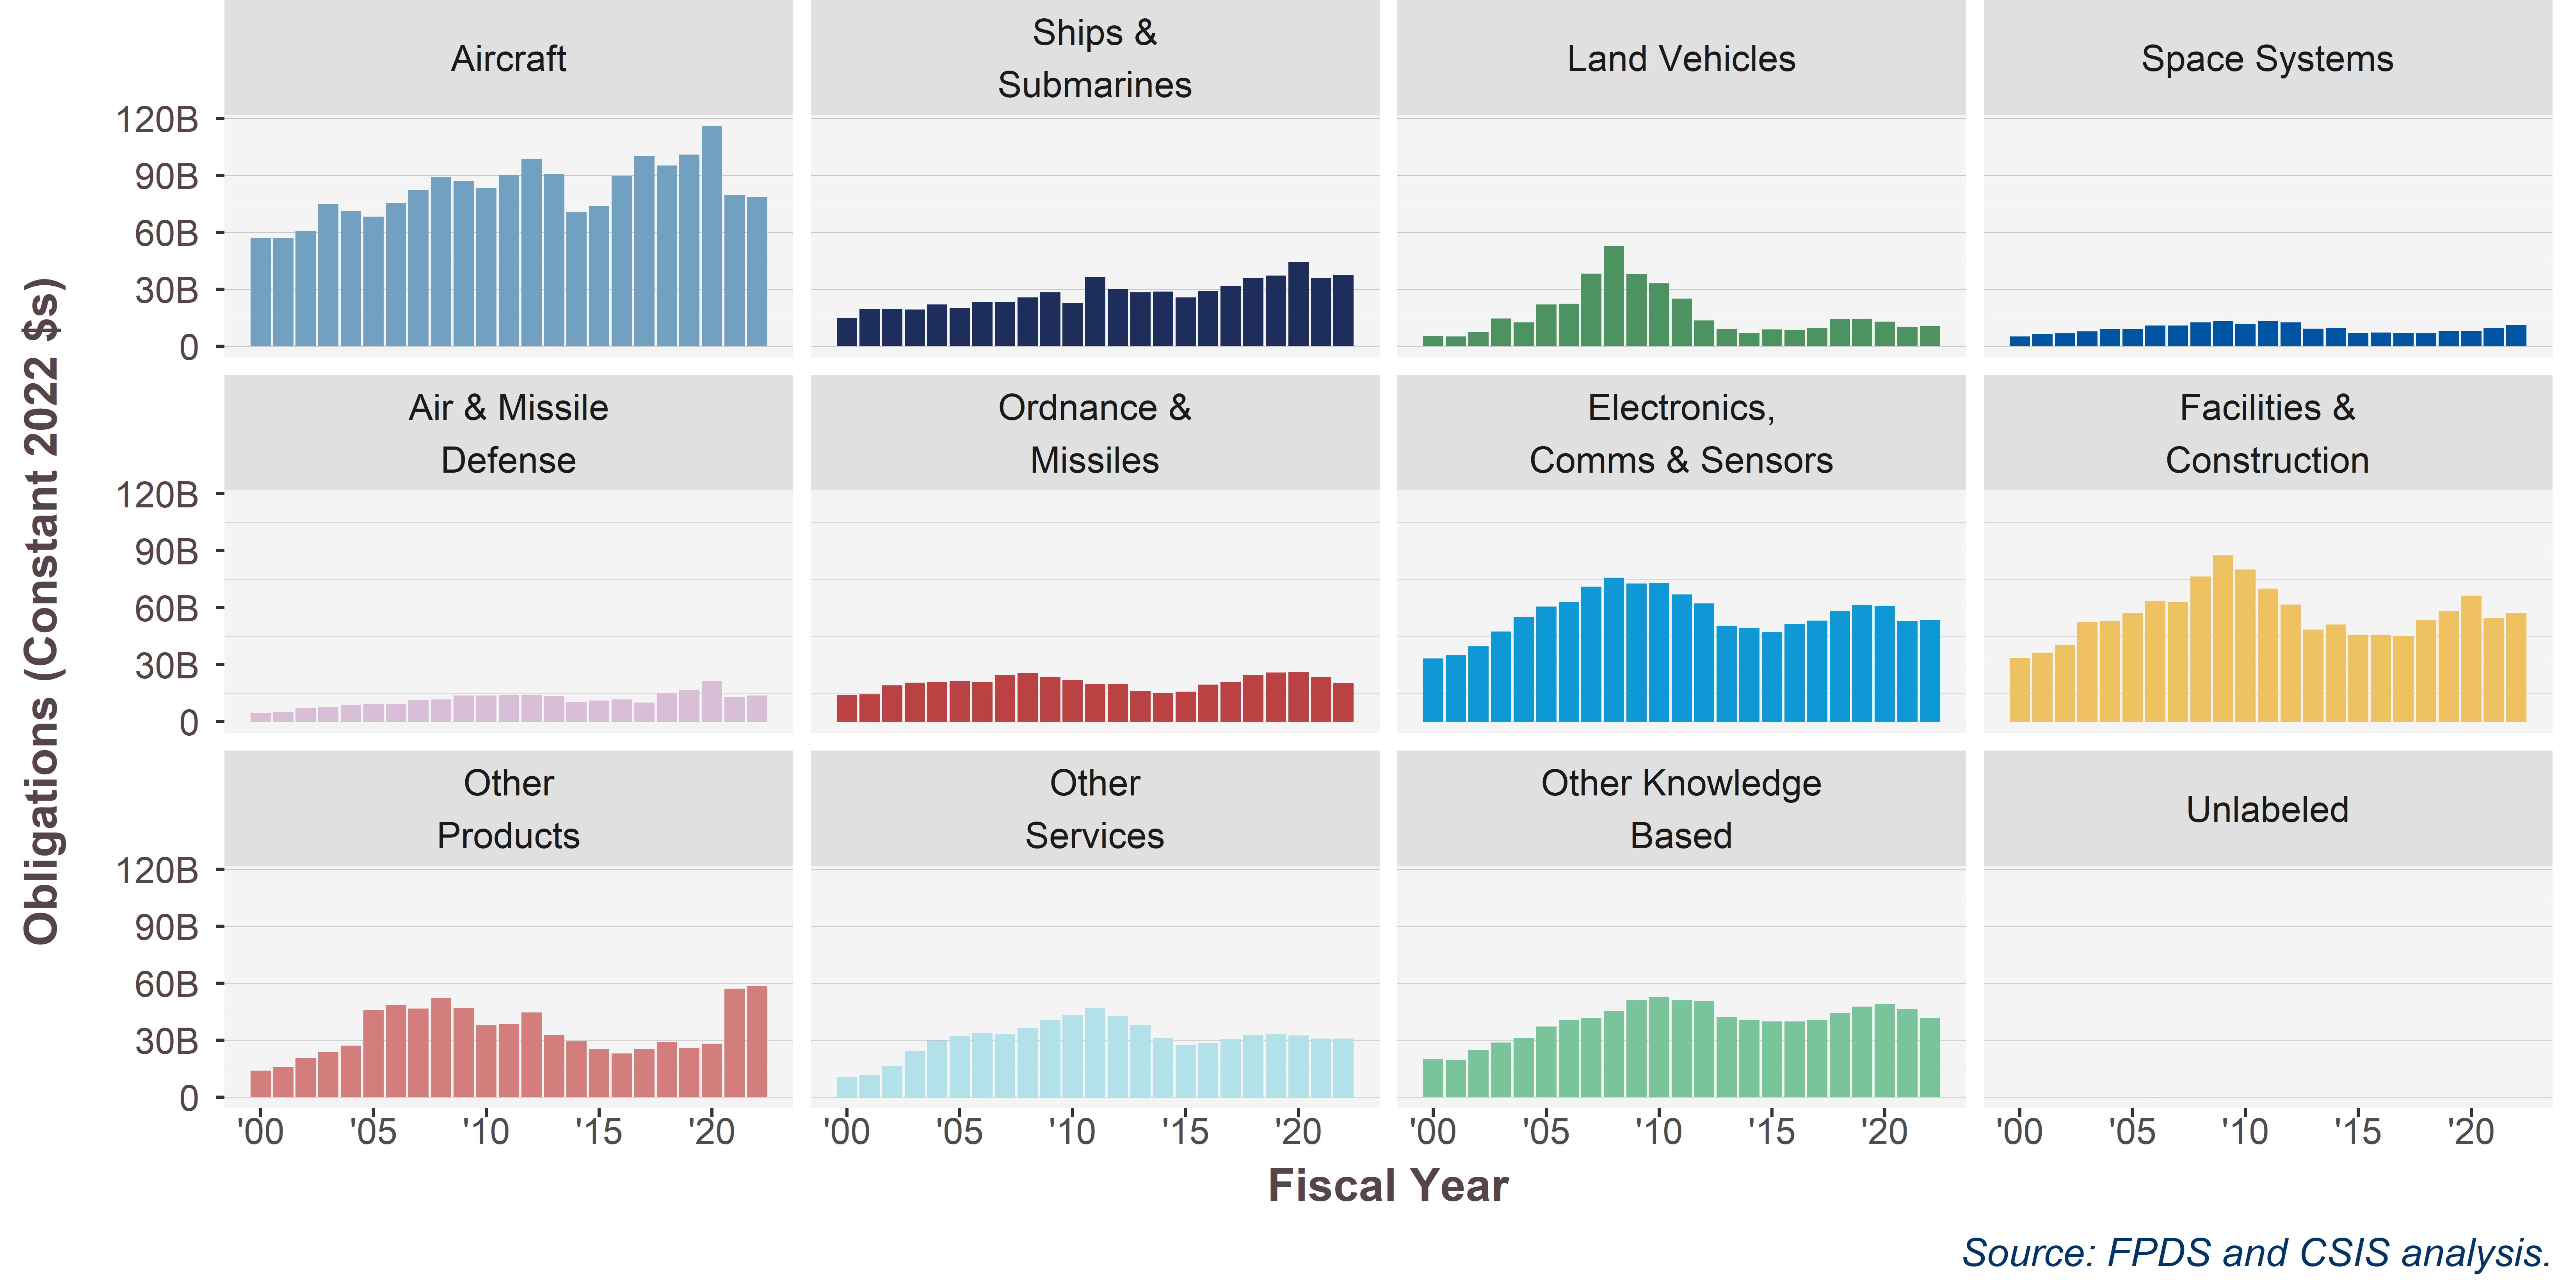 Aircraft
Ships &
Submarines
Land Vehicles
Space Systems
120B
90B
60B
30B
0
Air & Missile
Defense
Ordnance &
Missiles
Electronics,
Comms & Sensors
Facilities &
Construction
120B
90B
60B
30B
0
Other
Products
Other
Services
Other Knowledge
Based
Unlabeled
120B
90B
60B
30B
0
'00 '05 '10 '15 '20
'00 '05 '10 '15 '20
'00 '05 '10 '15 '20
'00 '05 '10 '15 '20
Obligations (Constant 2022 $s)
Fiscal Year
Source: FPDS and CSIS analysis.